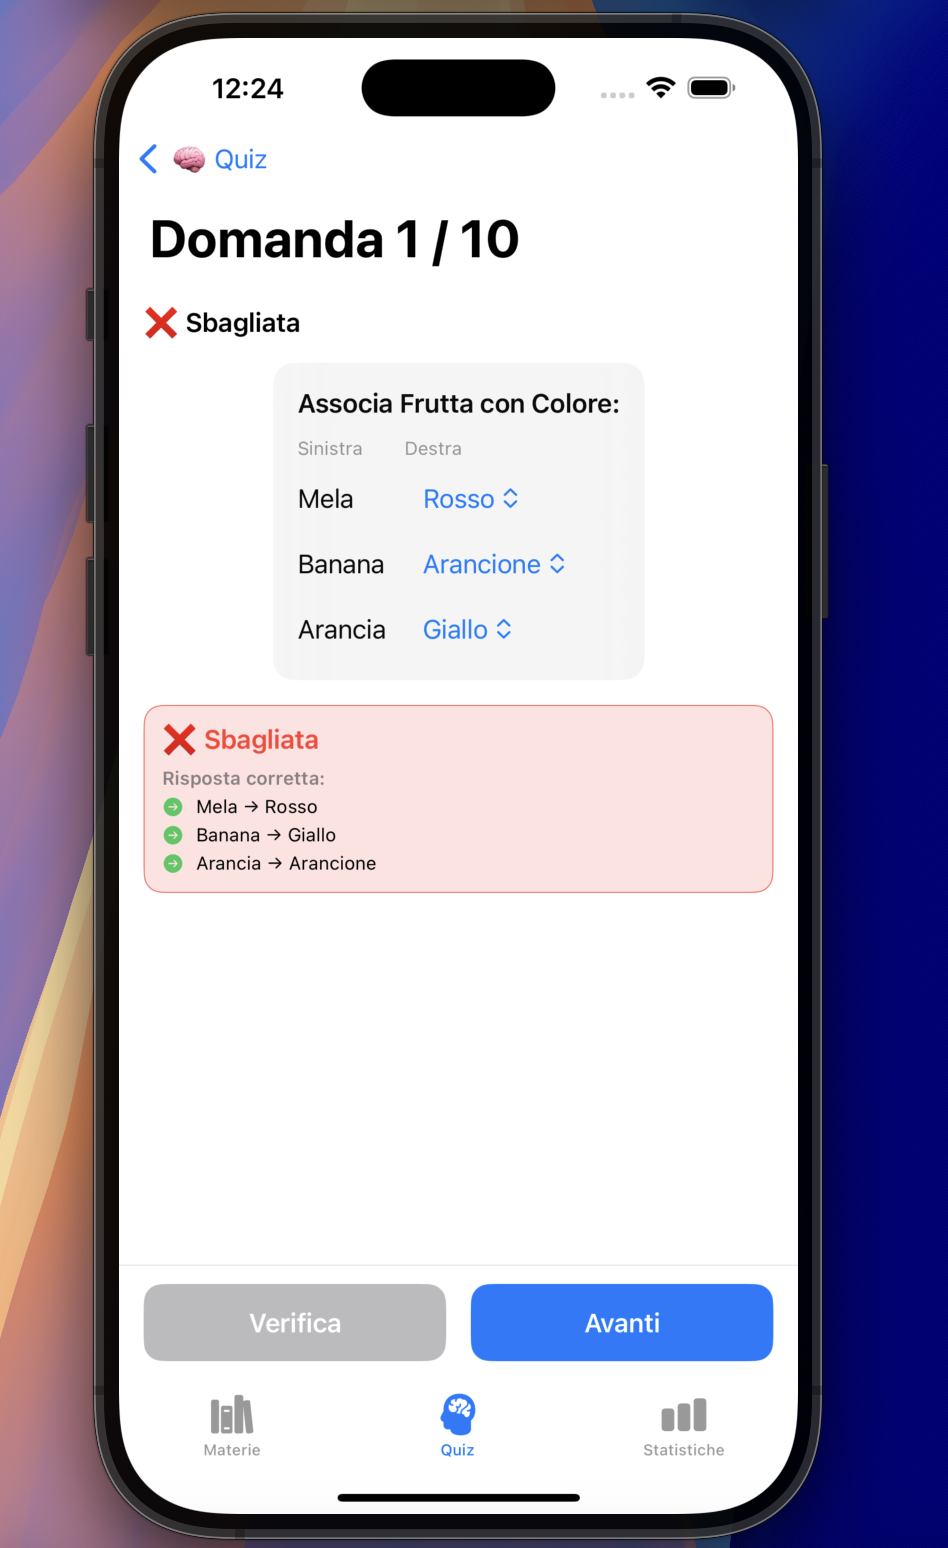 12:24
Quiz
Domanda 1 / 10
Sbagliata
Associa Frutta con Colore:
Sinistra Destra
Mela Rosso
Banana Arancione
Arancia Giallo
Sbagliata
Risposta corretta:
Mela → Rosso
Banana → Giallo
Arancia → Arancione
Verifica Avanti
Materie Quiz Statistiche